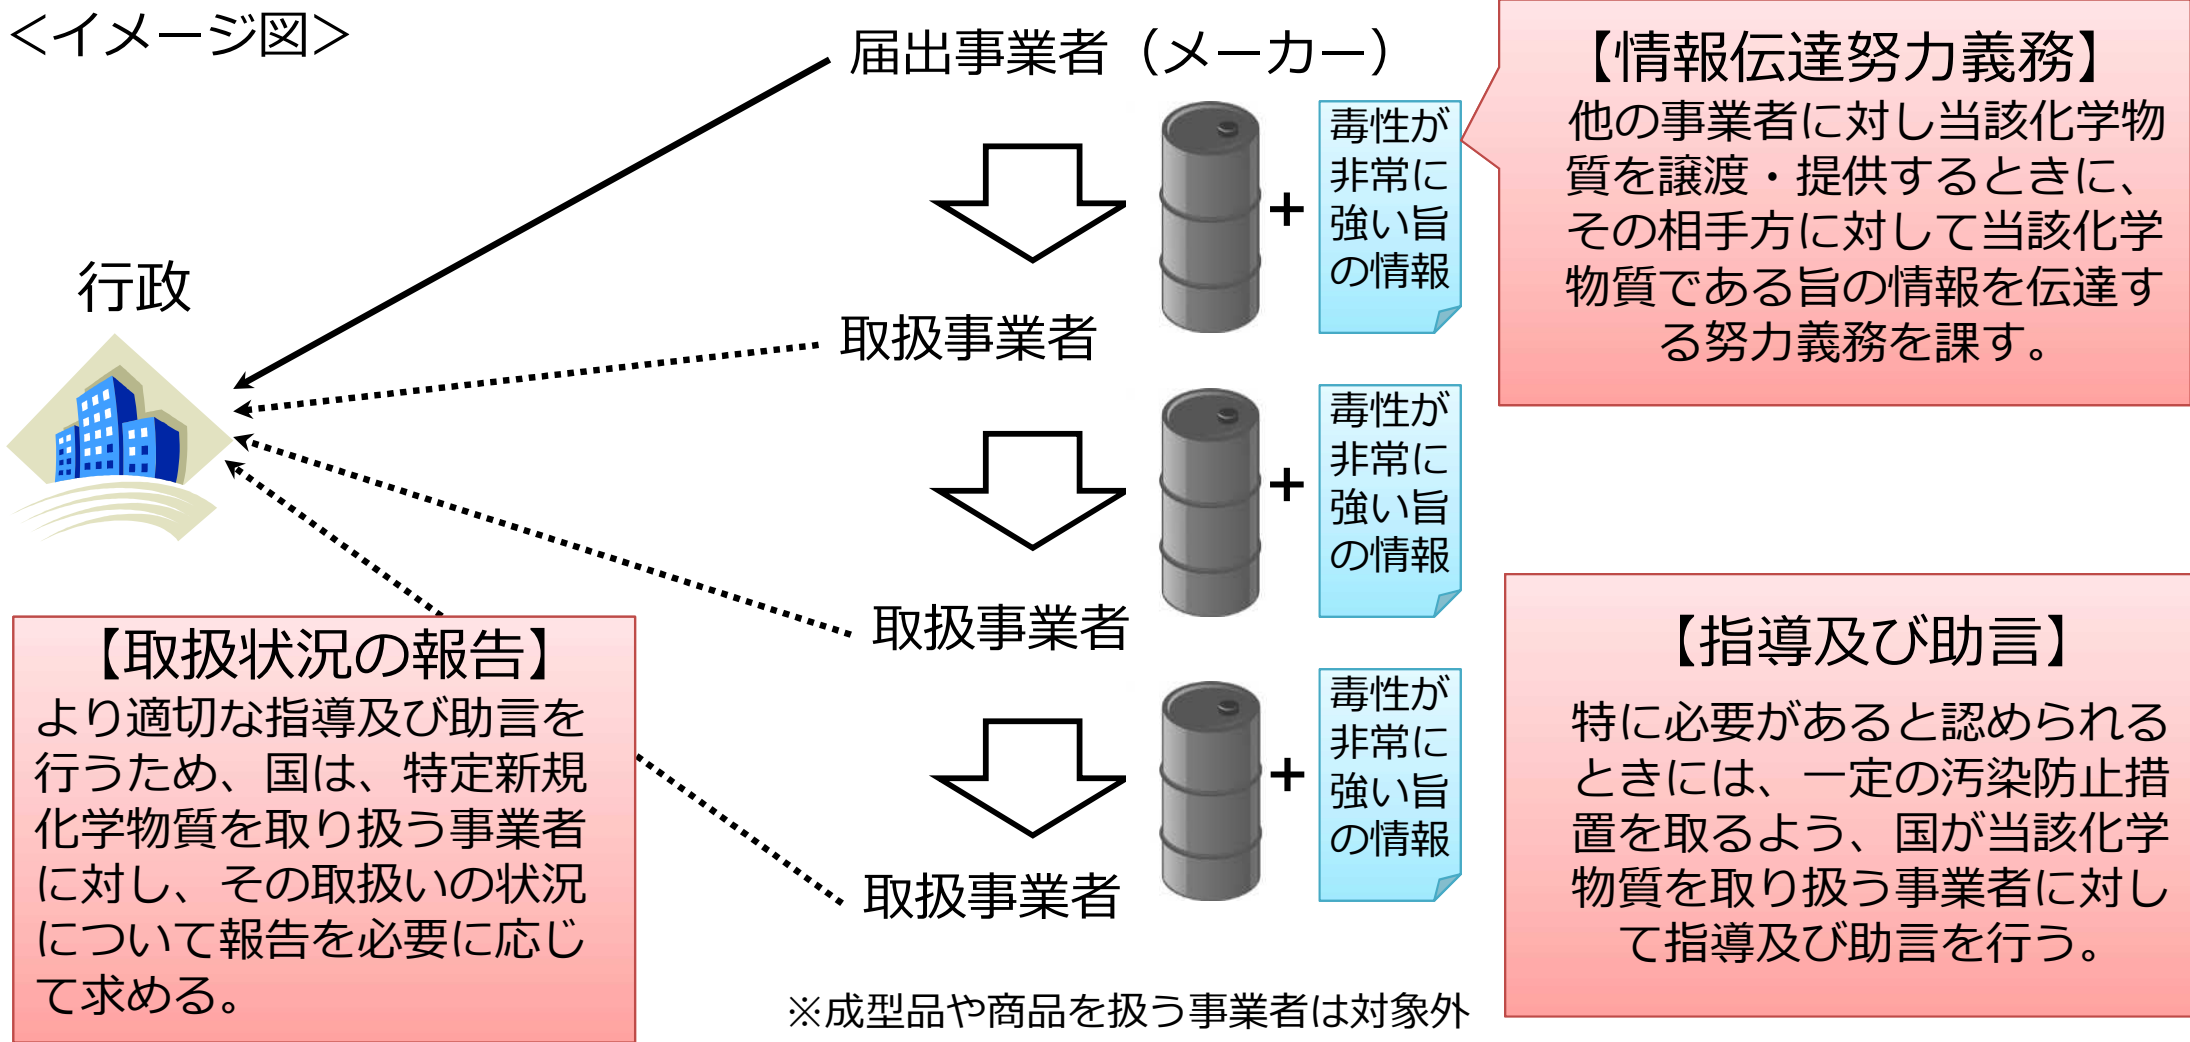 ＜イメージ図＞
届出事業者（メーカー）
毒性が
非常に
強い旨
の情報
＋
【情報伝達努力義務】
他の事業者に対し当該化学物
質を譲渡・提供するときに、
その相手方に対して当該化学
物質である旨の情報を伝達す
る努力義務を課す。
行政
取扱事業者
＋
毒性が
非常に
強い旨
の情報
取扱事業者
＋
毒性が
非常に
強い旨
の情報
取扱事業者
【取扱状況の報告】
より適切な指導及び助言を
行うため、国は、特定新規
化学物質を取り扱う事業者
に対し、その取扱いの状況
について報告を必要に応じ
て求める。
【指導及び助言】
特に必要があると認められる
ときには、一定の汚染防止措
置を取るよう、国が当該化学
物質を取り扱う事業者に対し
て指導及び助言を行う。
※成型品や商品を扱う事業者は対象外